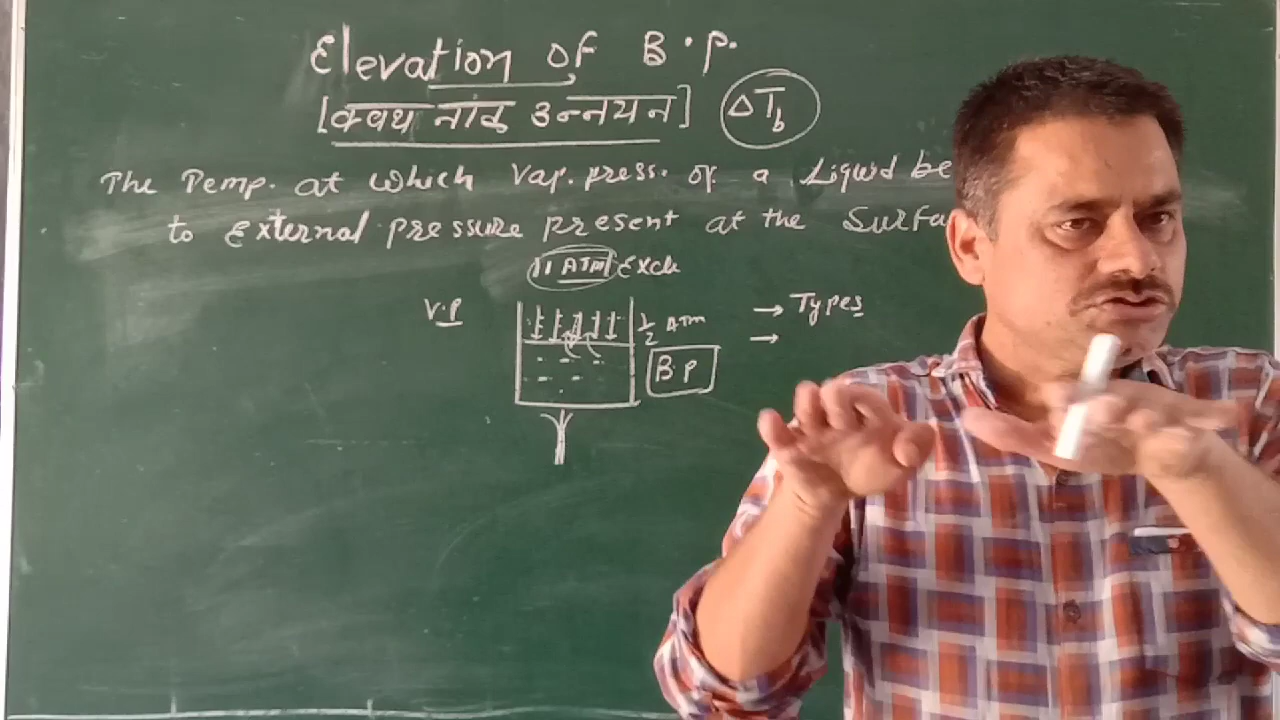 Elevation of B.P.
[क्वथनांक उन्नयन] ΔTb
The Temp. at which Vap. press. of a Liquid be
to External pressure present at the Surfa
1 ATM
V.P
1/2 ATM
→ Types
→
B.P